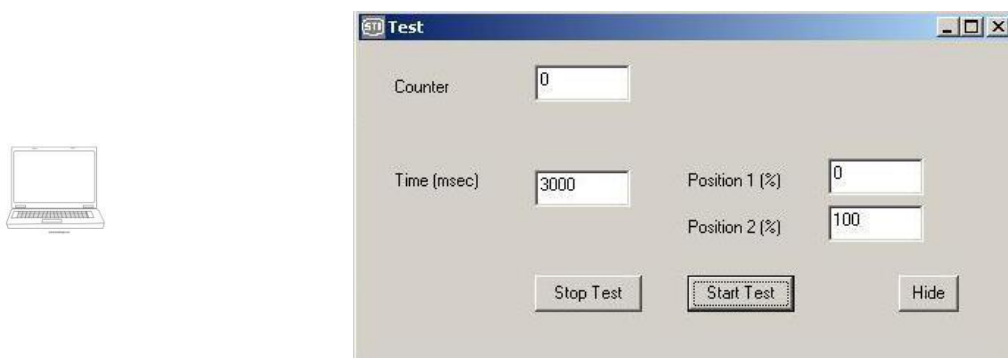 STI Test
Counter 0
Time (msec) 3000 Position 1 (%) 0
Position 2 (%) 100
Stop Test Start Test Hide